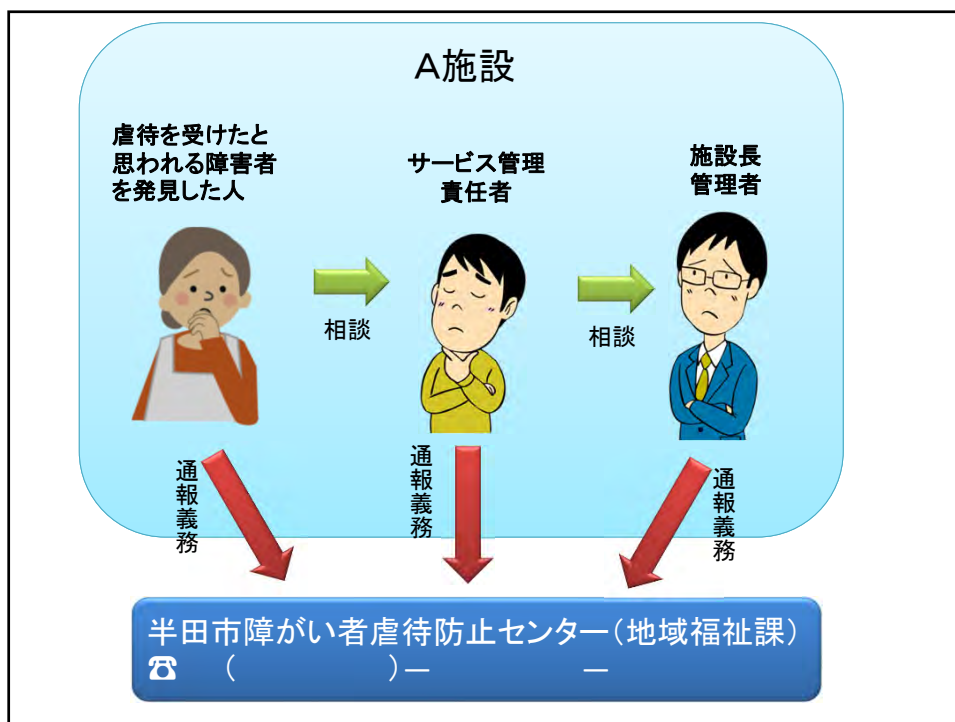 A施設
虐待を受けたと
思われる障害者
を発見した人
サービス管理
責任者
施設長
管理者
相談
相談
通報義務
通報義務
通報義務
半田市障がい者虐待防止センター(地域福祉課)
☎ (　　　　)― 　　　　―